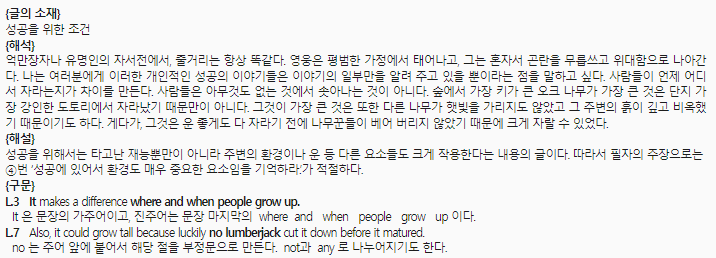 {글의 소재}
성공을 위한 조건
{해석}
억만장자나 유명인의 자서전에서, 줄거리는 항상 똑같다. 영웅은 평범한 가정에서 태어나고, 그는 혼자서 곤란을 무릅쓰고 위대함으로 나아간
다. 나는 여러분에게 이러한 개인적인 성공의 이야기들은 이야기의 일부만을 알려 주고 있을 뿐이라는 점을 말하고 싶다. 사람들이 언제 어디
서 자라는지가 차이를 만든다. 사람들은 아무것도 없는 것에서 솟아나는 것이 아니다. 숲에서 가장 키가 큰 오크 나무가 가장 큰 것은 단지 가
장 강인한 도토리에서 자라났기 때문만이 아니다. 그것이 가장 큰 것은 또한 다른 나무가 햇빛을 가리지도 않았고 그 주변의 흙이 깊고 비옥했
기 때문이기도 하다. 게다가, 그것은 운 좋게도 다 자라기 전에 나무꾼들이 베어 버리지 않았기 때문에 크게 자랄 수 있었다.
{해설}
성공을 위해서는 타고난 재능뿐만이 아니라 주변의 환경이나 운 등 다른 요소들도 크게 작용한다는 내용의 글이다. 따라서 필자의 주장으로는
④번 '성공에 있어서 환경도 매우 중요한 요소임을 기억하라'가 적절하다.
{구문}
L.3 It makes a difference where and when people grow up.
It 은 문장의 가주어이고, 진주어는 문장 마지막의 where and when people grow up 이다.
L.7 Also, it could grow tall because luckily no lumberjack cut it down before it matured.
no 는 주어 앞에 붙어서 해당 절을 부정문으로 만든다. not과 any 로 나누어지기도 한다.